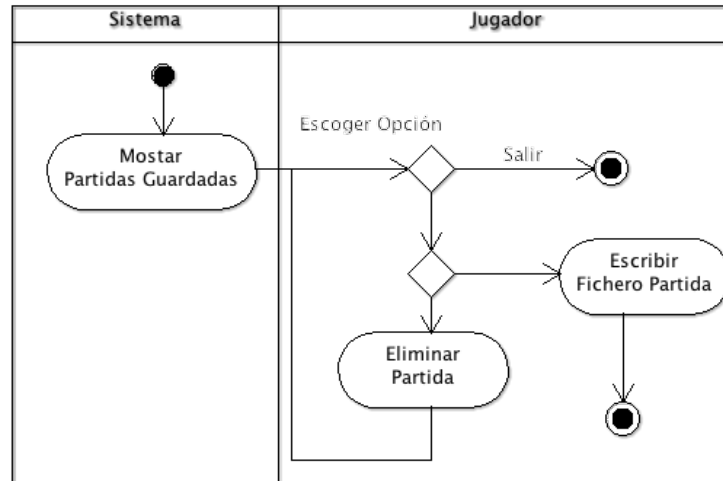 Sistema
Jugador
Escoger Opción
Mostar
Partidas Guardadas
Salir
Escribir
Fichero Partida
Eliminar
Partida